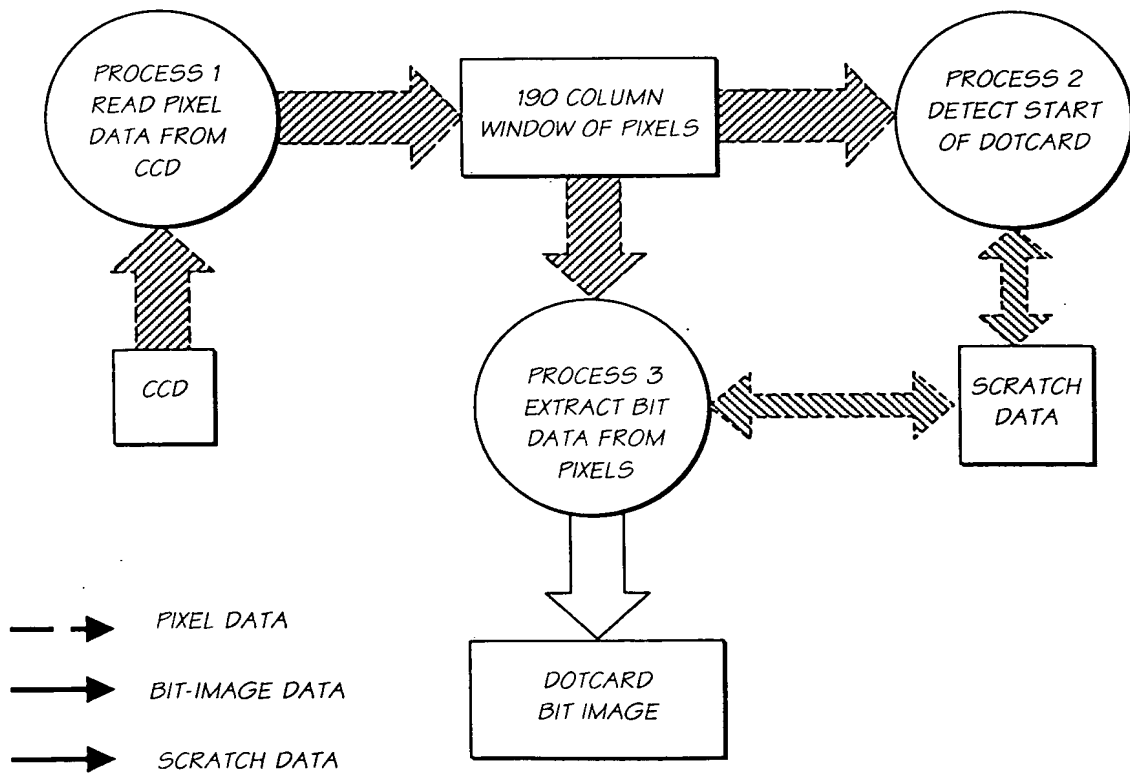 PROCESS 1
READ PIXEL
DATA FROM
CCD
190 COLUMN
WINDOW OF PIXELS
PROCESS 2
DETECT START
OF DOTCARD
CCD
PROCESS 3
EXTRACT BIT
DATA FROM
PIXELS
SCRATCH
DATA
DOTCARD
BIT IMAGE
PIXEL DATA
BIT-IMAGE DATA
SCRATCH DATA